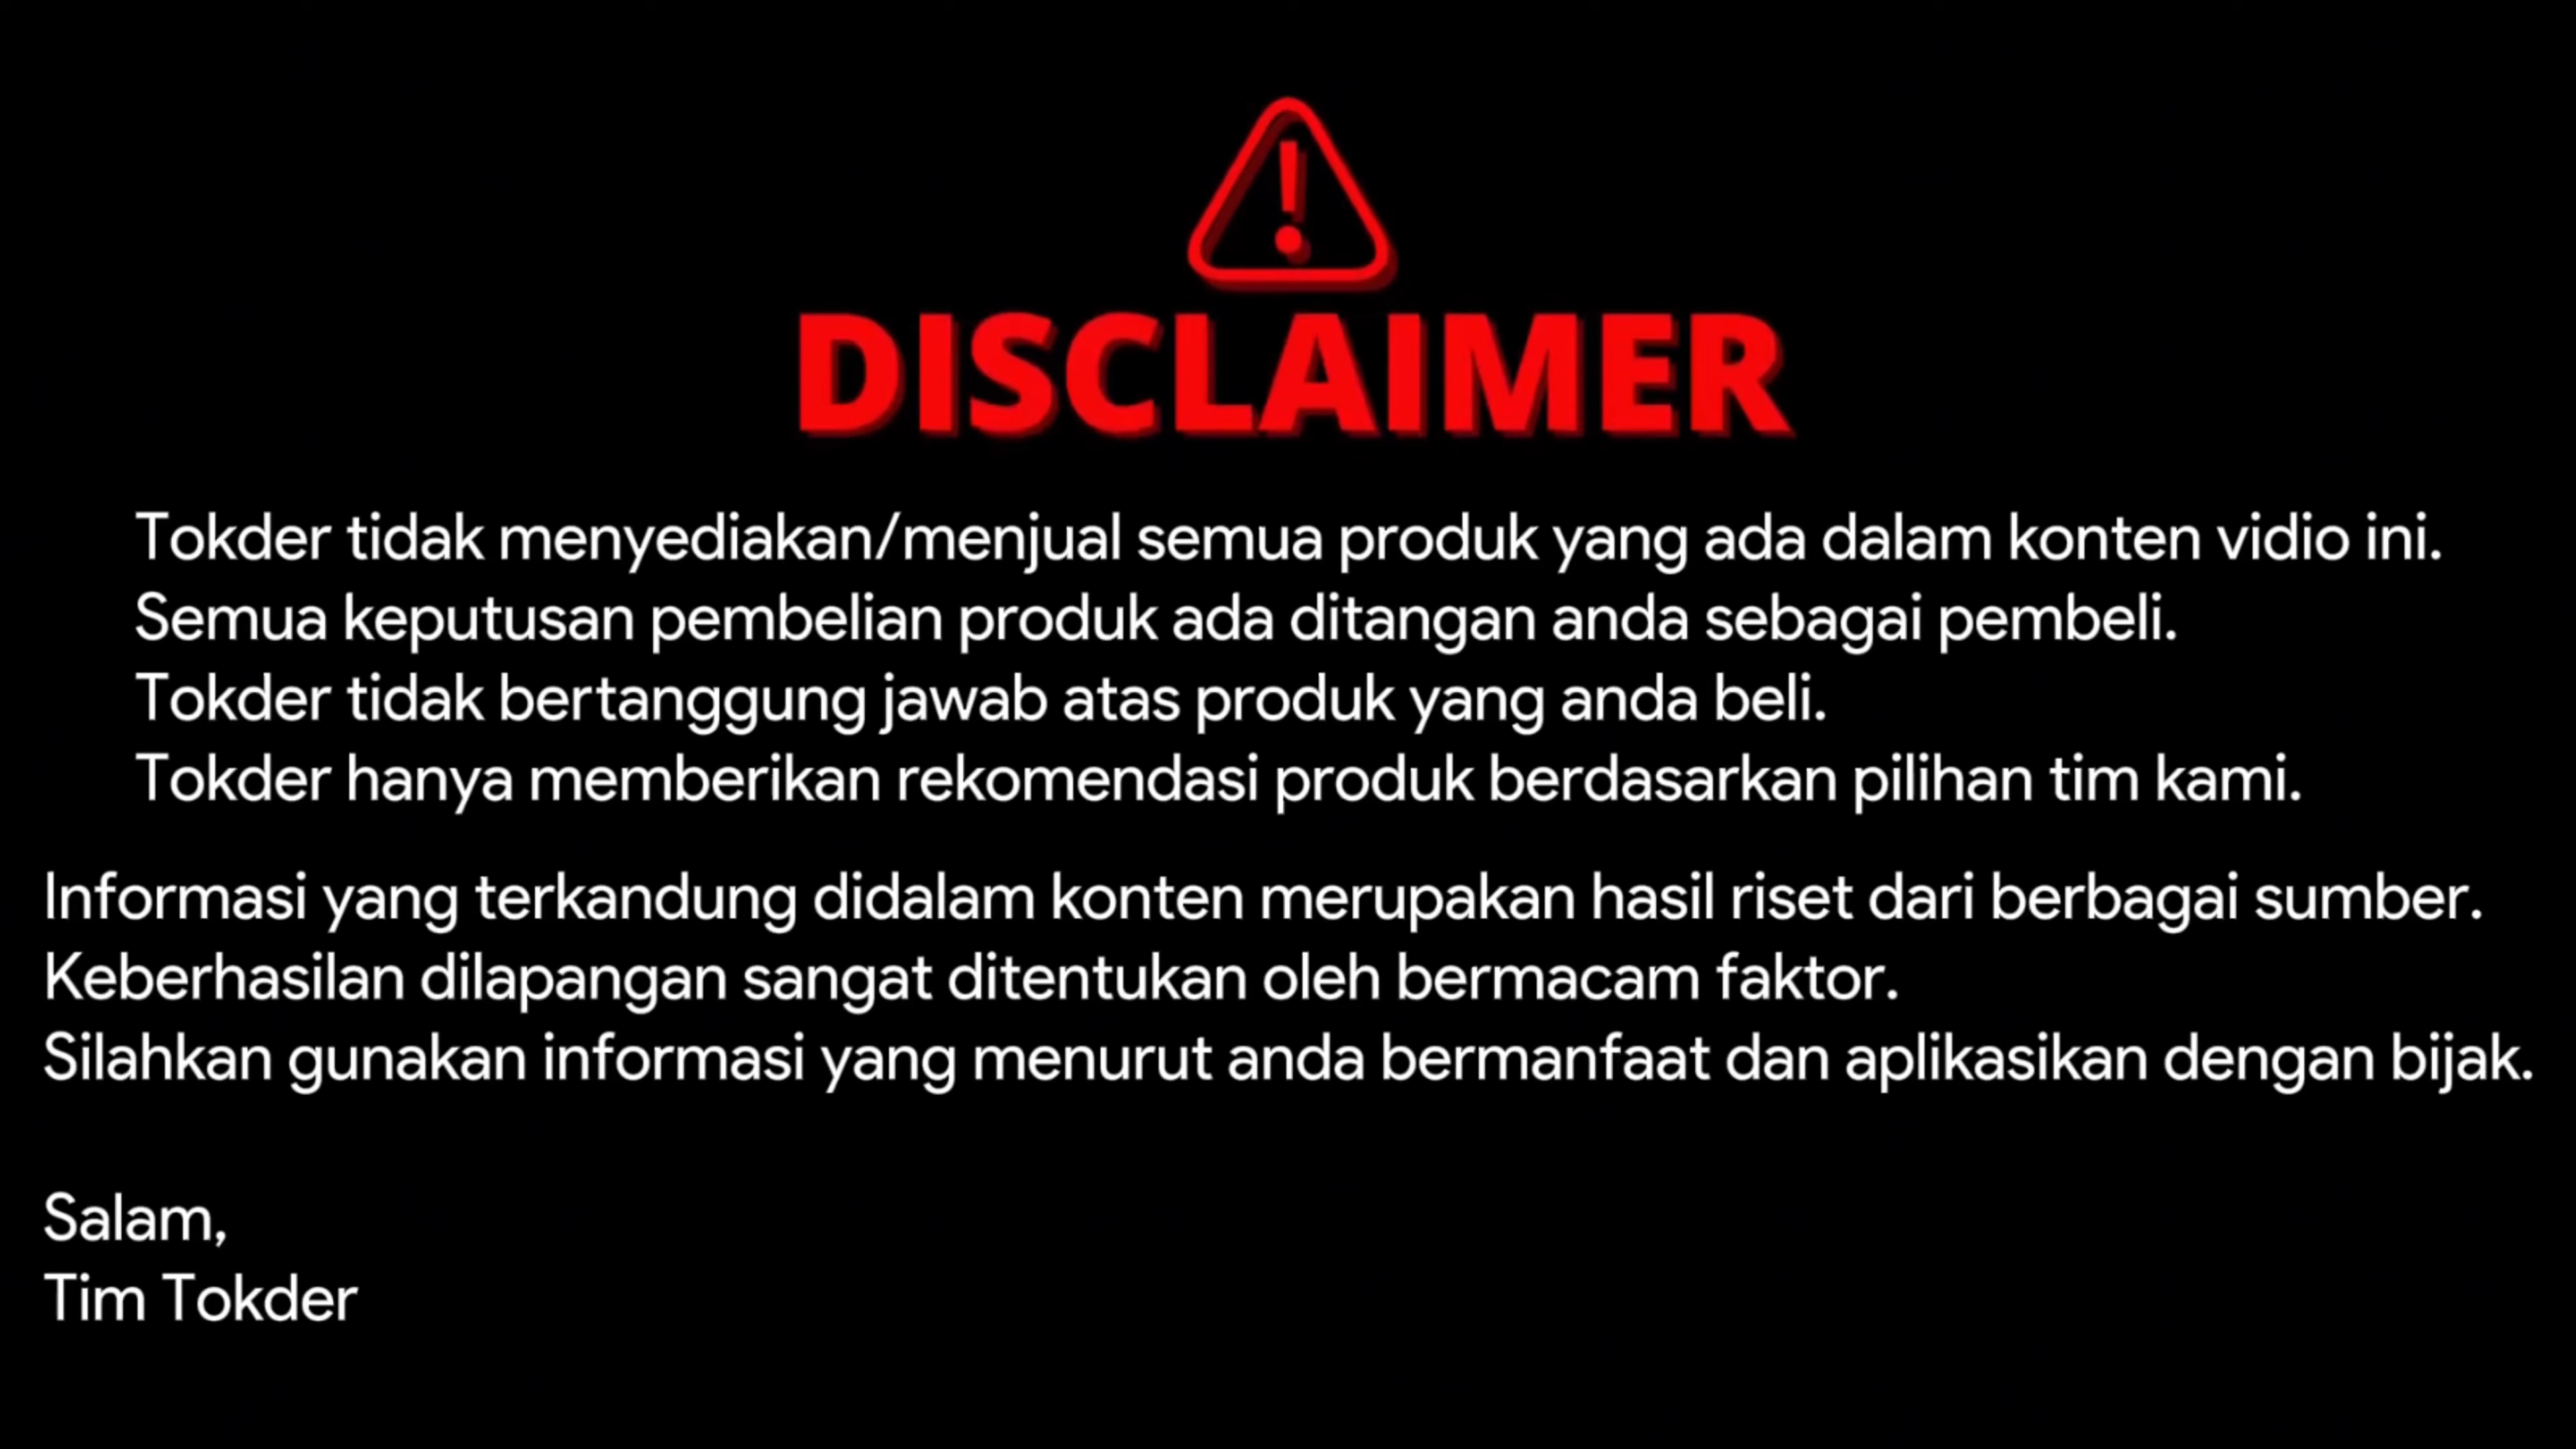 DISCLAIMER
Tokder tidak menyediakan/menjual semua produk yang ada dalam konten vidio ini.
Semua keputusan pembelian produk ada ditangan anda sebagai pembeli.
Tokder tidak bertanggung jawab atas produk yang anda beli.
Tokder hanya memberikan rekomendasi produk berdasarkan pilihan tim kami.
Informasi yang terkandung didalam konten merupakan hasil riset dari berbagai sumber.
Keberhasilan dilapangan sangat ditentukan oleh bermacam faktor.
Silahkan gunakan informasi yang menurut anda bermanfaat dan aplikasikan dengan bijak.
Salam,
Tim Tokder